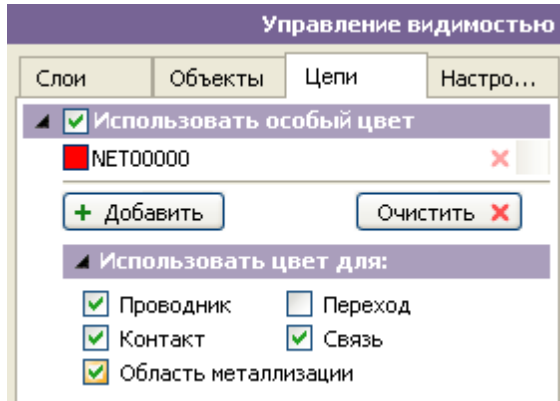 Управление видимостью
Слои Объекты Цепи Настро...
Использовать особый цвет
NET00000
Добавить Очистить
Использовать цвет для:
Проводник Переход
Контакт Связь
Область металлизации